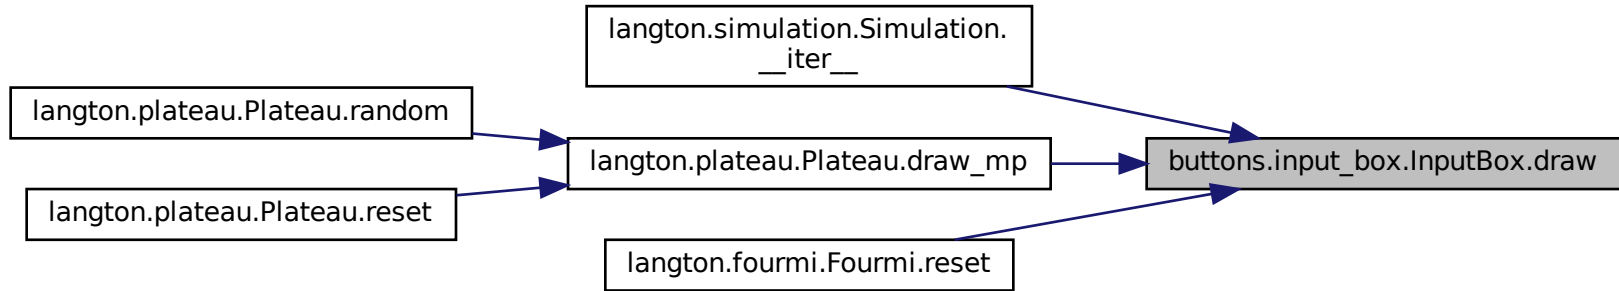 langton.simulation.Simulation.
__iter__
langton.plateau.Plateau.random
langton.plateau.Plateau.draw_mp
buttons.input_box.InputBox.draw
langton.plateau.Plateau.reset
langton.fourmi.Fourmi.reset